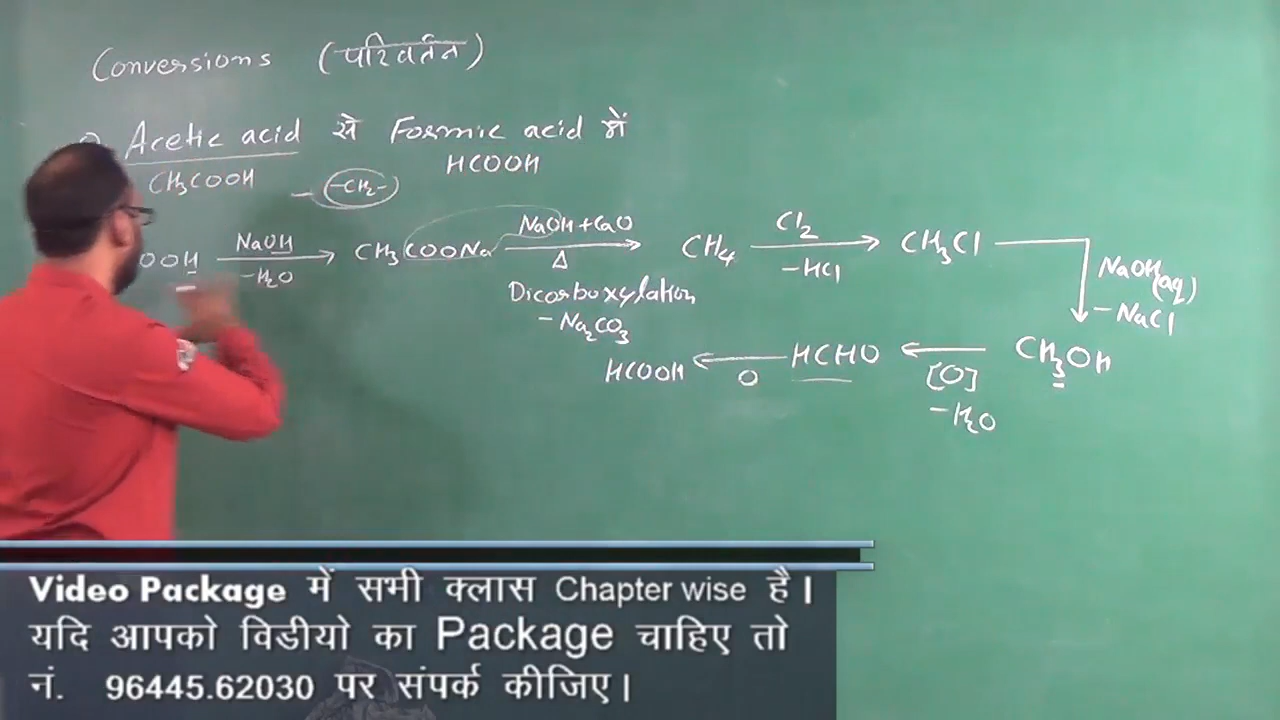 Conversions (परिवर्तन)
Acetic acid से Formic acid में
CH₃COOH – (-CH₂-) HCOOH
OOH NaOH -H₂O → CH₃COONa NaOH+CaO Δ → CH₄ Cl₂ -HCl → CH₃Cl NaOH(aq) -NaCl
Dicarboxylation
-Na₂CO₃
HCOOH ← O HCHO ← [O] -H₂O CH₃OH
Video Package में सभी क्लास Chapter wise है।
यदि आपको विडीयो का Package चाहिए तो
नं. 96445.62030 पर संपर्क कीजिए।